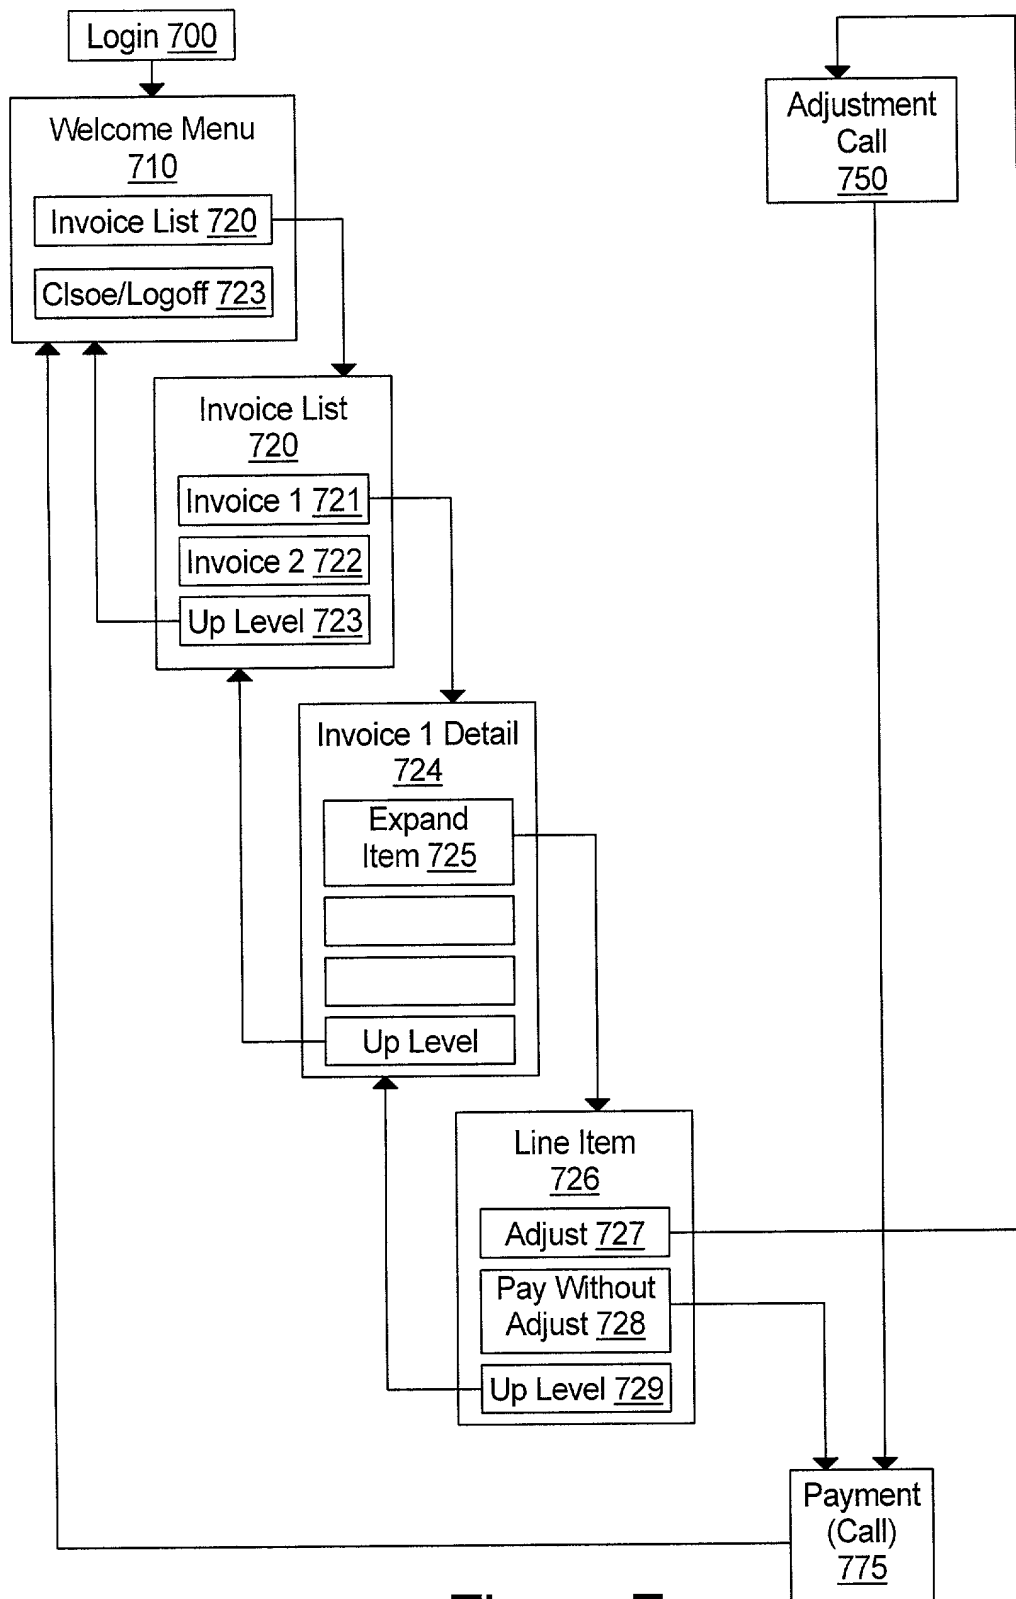 Login 700
Welcome Menu
710
Invoice List 720
Clsoe/Logoff 723
Adjustment
Call
750
Invoice List
720
Invoice 1 721
Invoice 2 722
Up Level 723
Invoice 1 Detail
724
Expand
Item 725
Up Level
Line Item
726
Adjust 727
Pay Without
Adjust 728
Up Level 729
Payment
(Call)
775